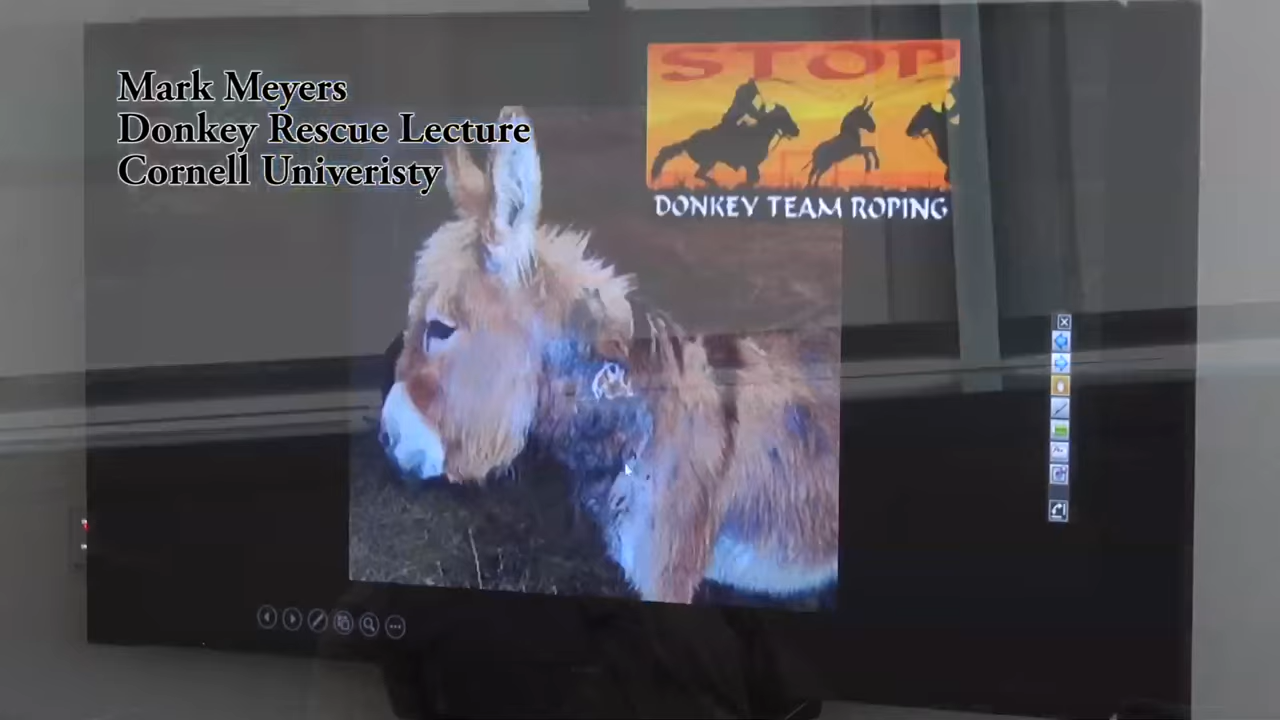 Mark Meyers
Donkey Rescue Lecture
Cornell Univeristy
STOP
DONKEY TEAM ROPING